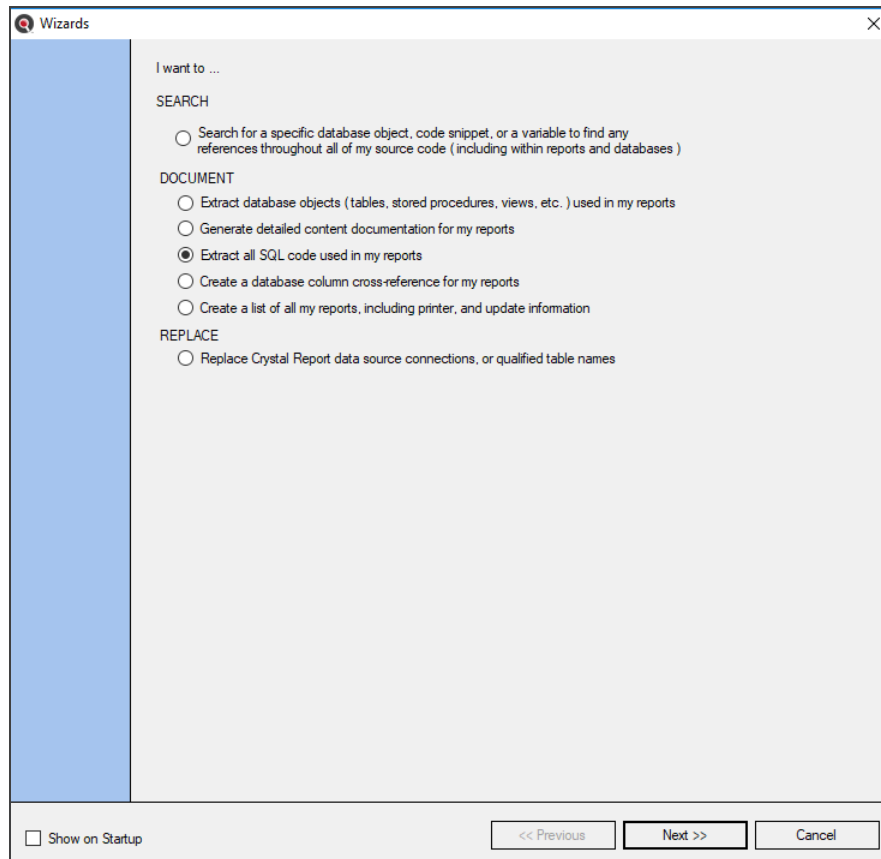 Wizards
I want to ...
SEARCH
Search for a specific database object, code snippet, or a variable to find any
references throughout all of my source code ( including within reports and databases )
DOCUMENT
Extract database objects ( tables, stored procedures, views, etc. ) used in my reports
Generate detailed content documentation for my reports
Extract all SQL code used in my reports
Create a database column cross-reference for my reports
Create a list of all my reports, including printer, and update information
REPLACE
Replace Crystal Report data source connections, or qualified table names
Show on Startup
<< Previous
Next >>
Cancel